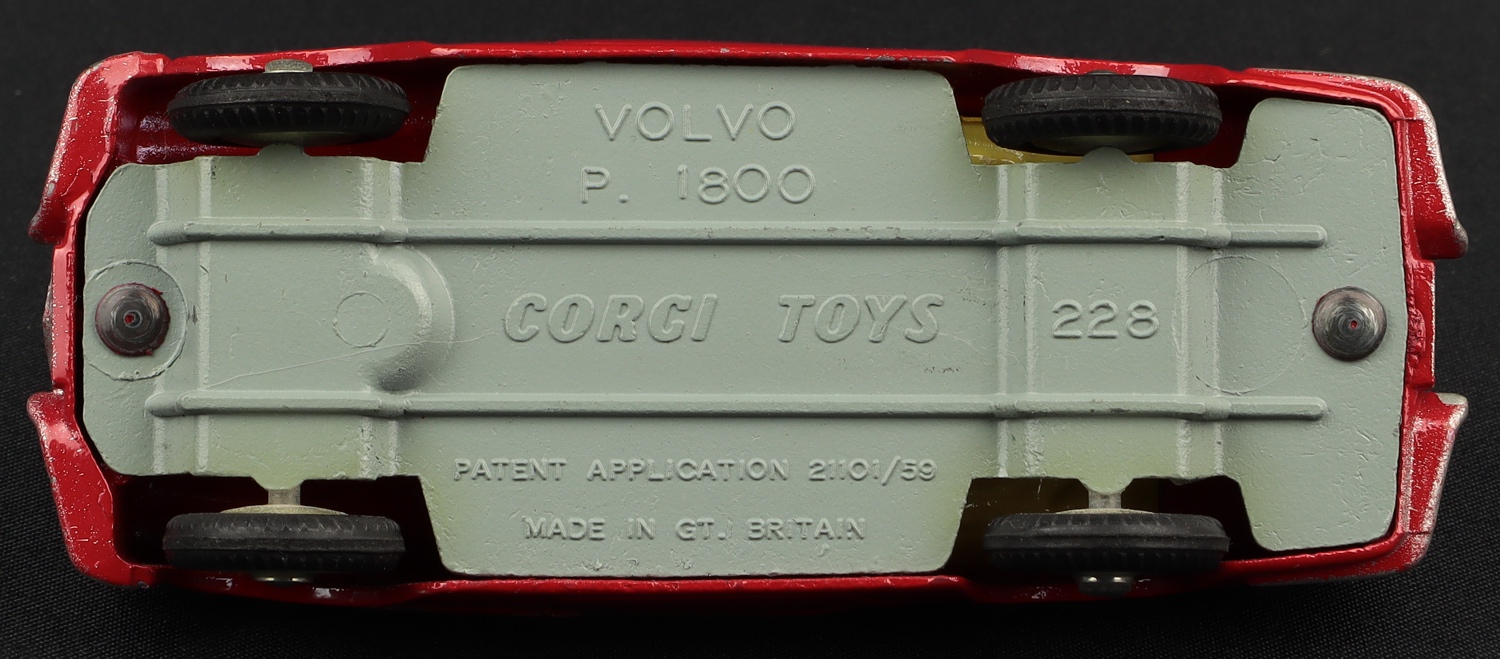 VOLVO
P. 1800
CORGI TOYS 228
PATENT APPLICATION 21101/59
MADE IN GT. BRITAIN